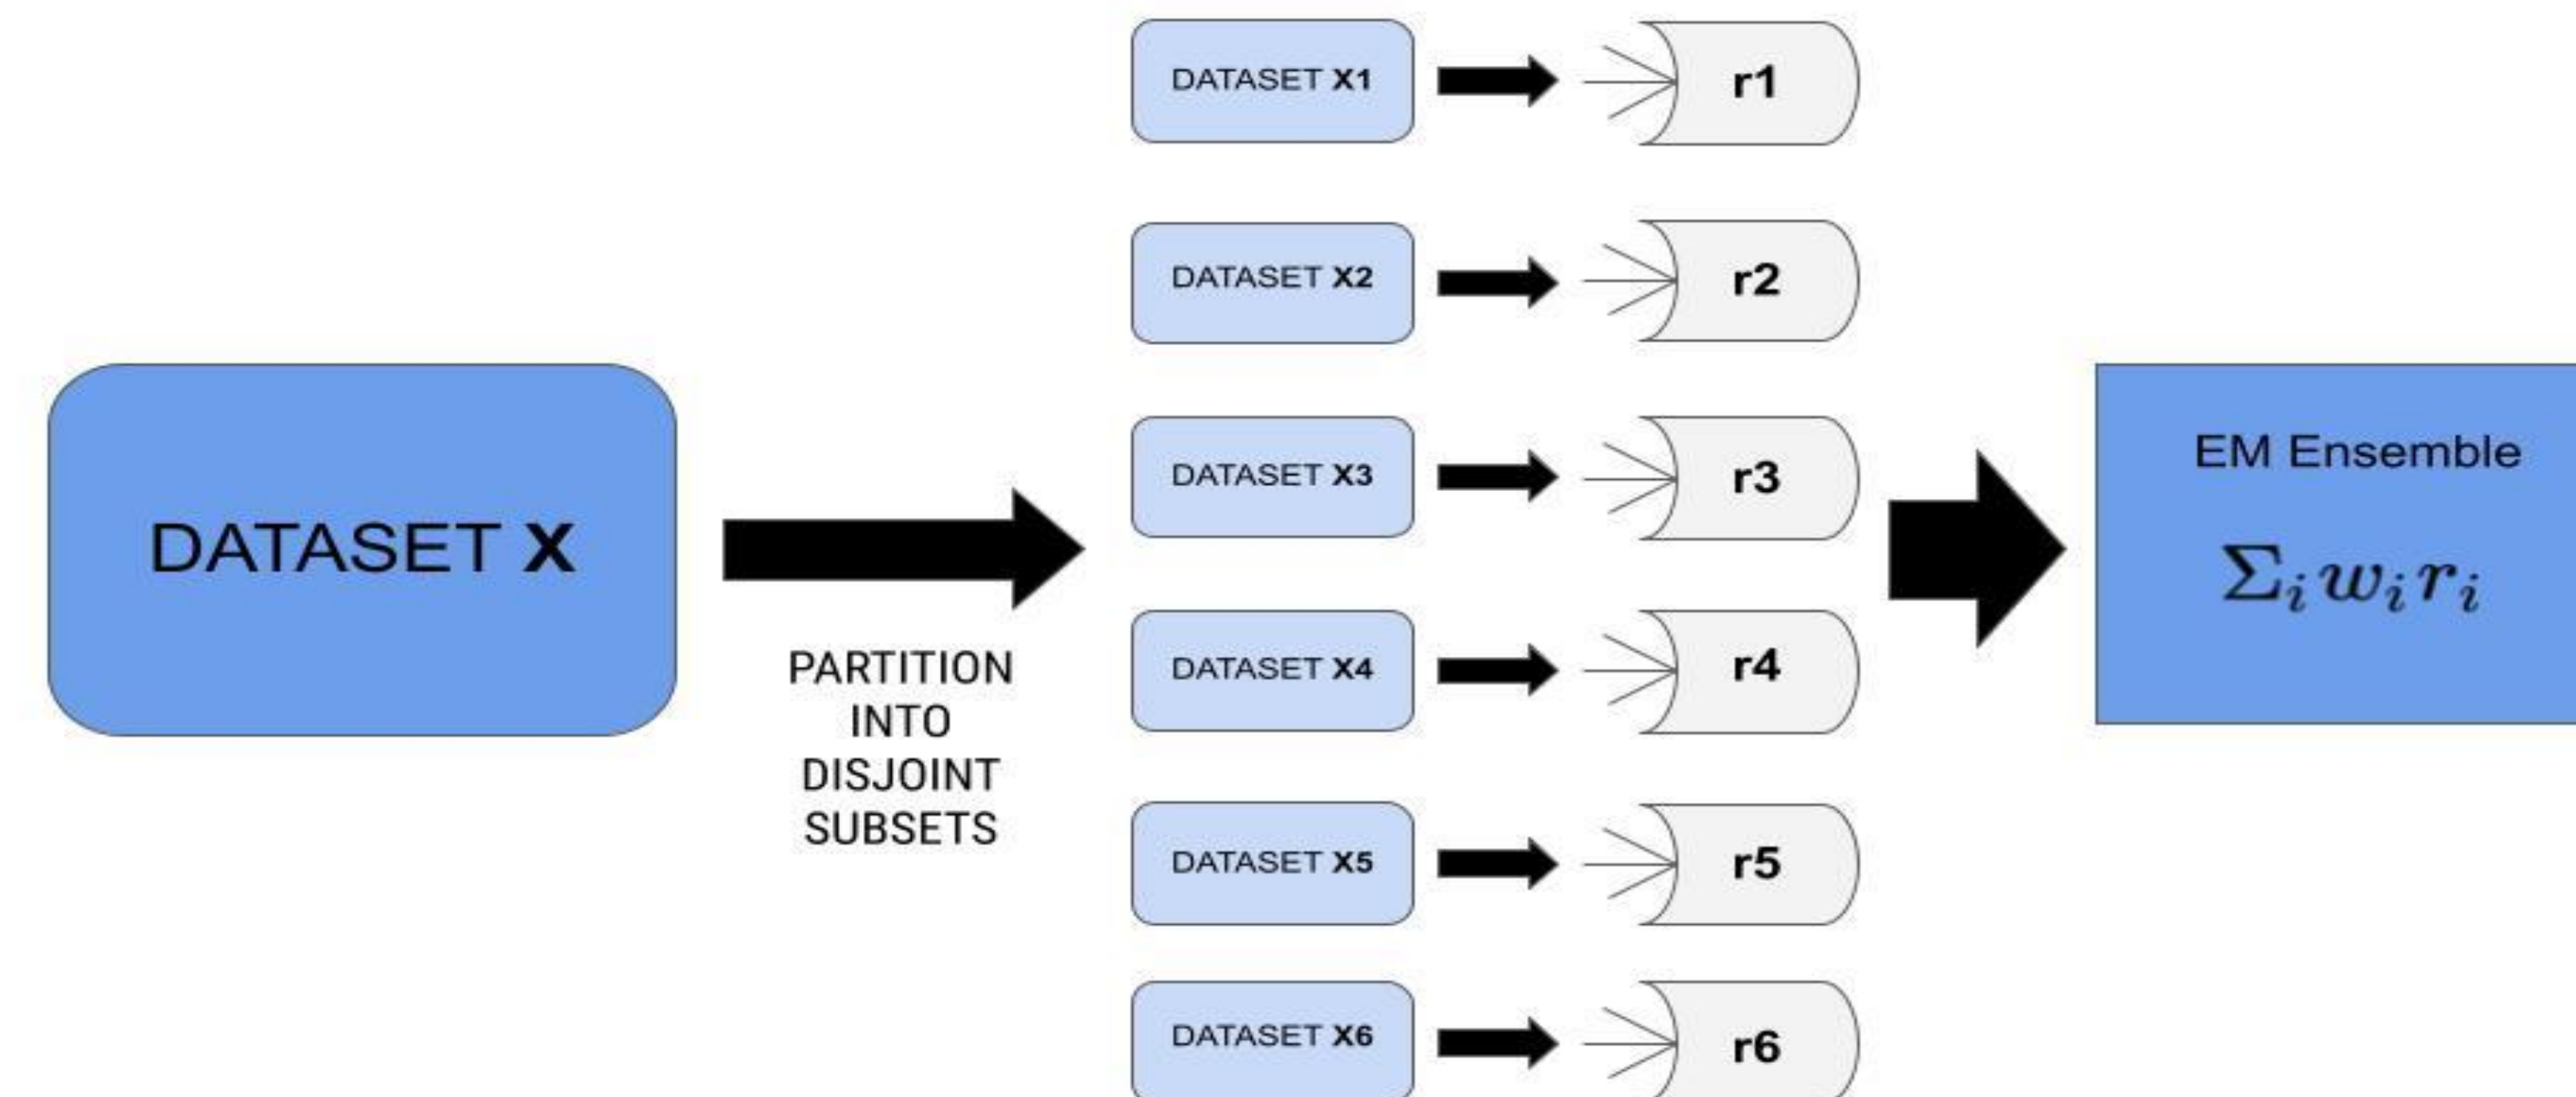 DATASET X
PARTITION
INTO
DISJOINT
SUBSETS
DATASET X1
r1
DATASET X2
r2
DATASET X3
r3
DATASET X4
r4
DATASET X5
r5
DATASET X6
r6
EM Ensemble
Σ_i w_i r_i